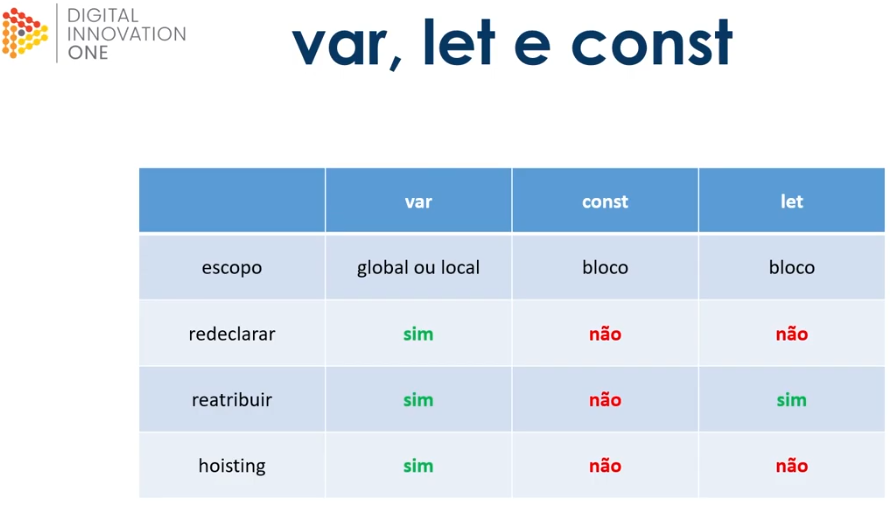 DIGITAL
INNOVATION
ONE
var, let e const
var const let
escopo global ou local bloco bloco
redeclarar sim não não
reatribuir sim não sim
hoisting sim não não